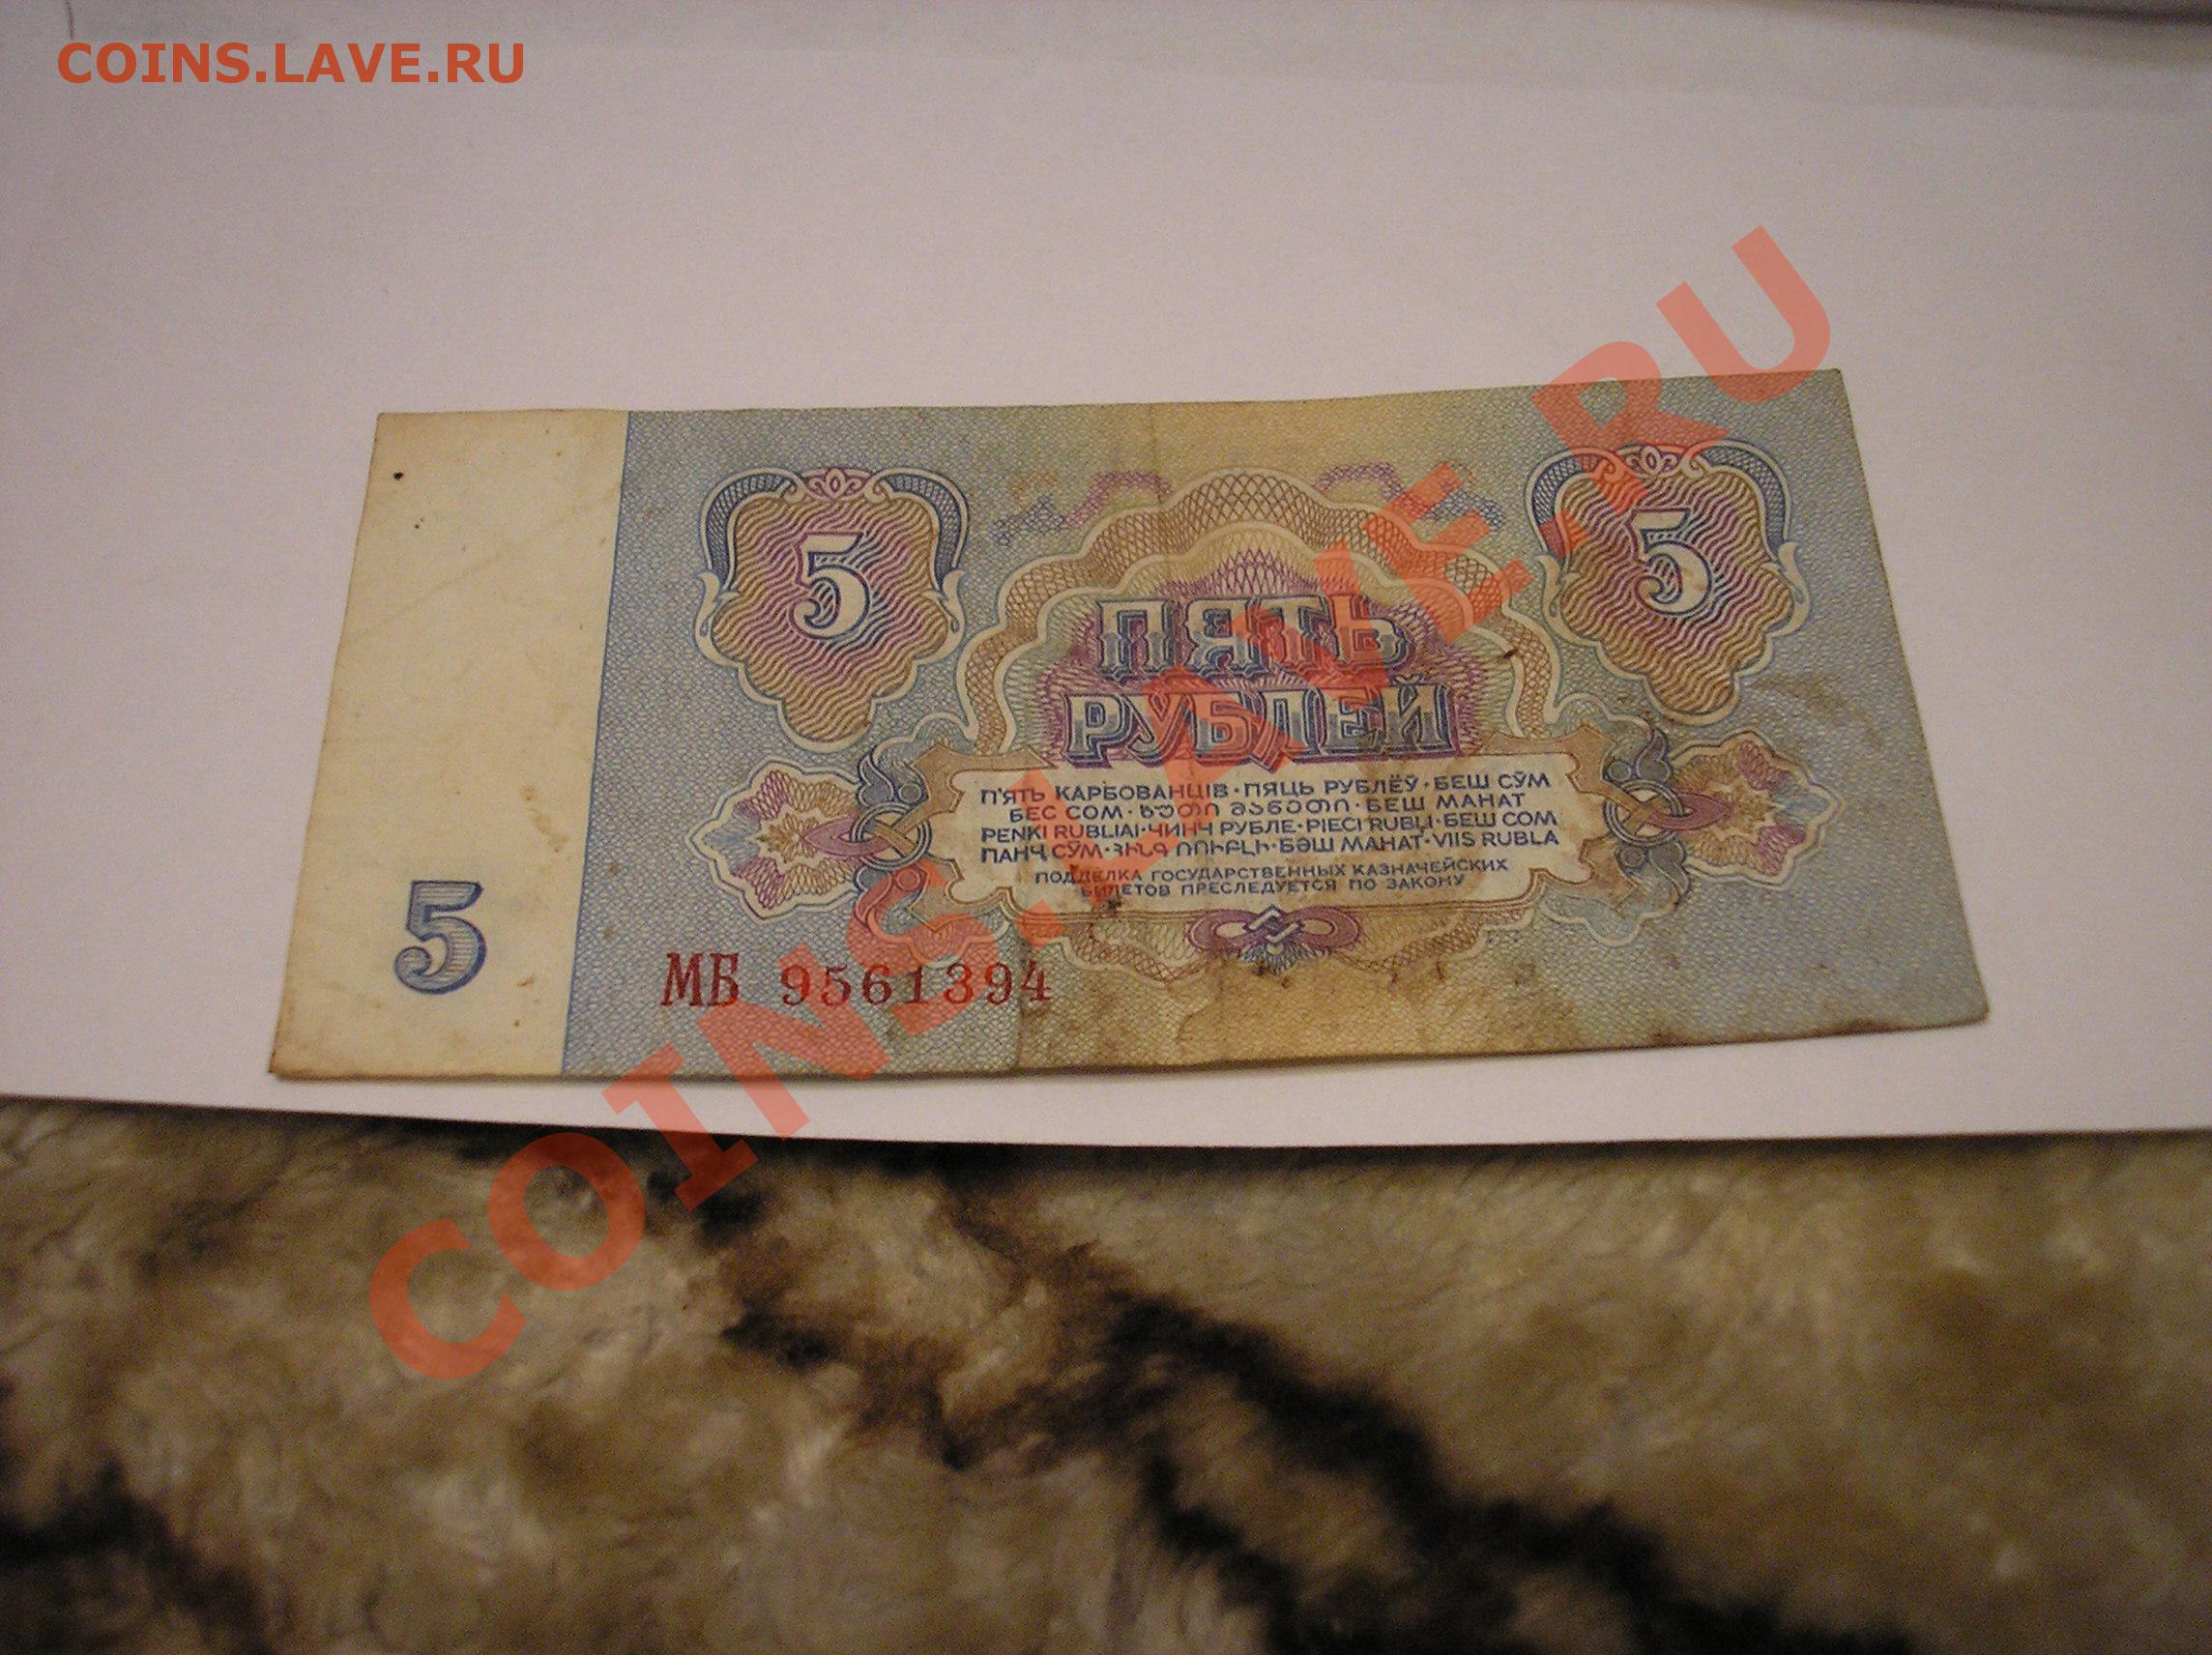 COINS.LAVE.RU
5
5
ПЯТЬ
РУБЛЕЙ
П'ЯТЬ КАРБОВАНЦІВ · ПЯЦЬ РУБЛЁЎ · БЕШ СЎМ
БЕС СОМ · ხუთი მანეთი · БЕШ МАНАТ
PENKI RUBLIAI · ЧИНЧ РУБЛЕ · PIECI RUBĻI · БЕШ СОМ
ПАНҶ СӮМ · ՀԻՆԳ ՌՈՒԲԼԻ · БӘШ МАНАТ · VIIS RUBLA
ПОДДЕЛКА ГОСУДАРСТВЕННЫХ КАЗНАЧЕЙСКИХ
БИЛЕТОВ ПРЕСЛЕДУЕТСЯ ПО ЗАКОНУ
5
МБ 9561394
COINS.LAVE.RU